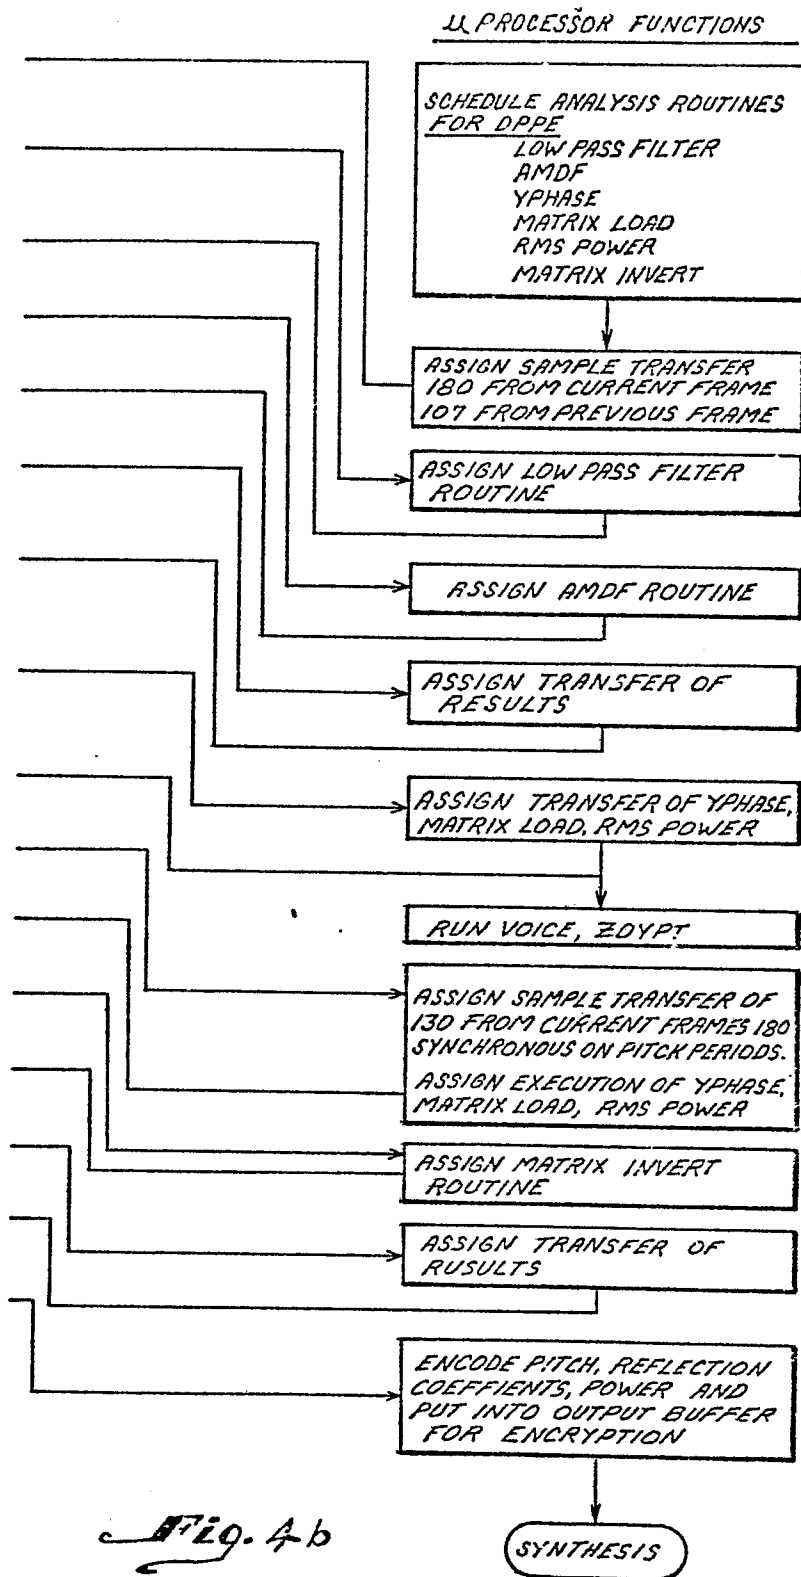 µ PROCESSOR FUNCTIONS
SCHEDULE ANALYSIS ROUTINES
FOR DPPE
LOW PASS FILTER
AMDF
YPHASE
MATRIX LOAD
RMS POWER
MATRIX INVERT
ASSIGN SAMPLE TRANSFER
180 FROM CURRENT FRAME
107 FROM PREVIOUS FRAME
ASSIGN LOW PASS FILTER
ROUTINE
ASSIGN AMDF ROUTINE
ASSIGN TRANSFER OF
RESULTS
ASSIGN TRANSFER OF YPHASE,
MATRIX LOAD, RMS POWER
RUN VOICE, ZDYPT
ASSIGN SAMPLE TRANSFER OF
130 FROM CURRENT FRAMES 180
SYNCHRONOUS ON PITCK PERIODS.
ASSIGN EXECUTION OF YPHASE,
MATRIX LOAD, RMS POWER
ASSIGN MATRIX INVERT
ROUTINE
ASSIGN TRANSFER OF
RUSULTS
ENCODE PITCH, REFLECTION
COEFFIENTS, POWER AND
PUT INTO OUTPUT BUFFER
FOR ENCRYPTION
SYNTHESIS
Fig. 4b